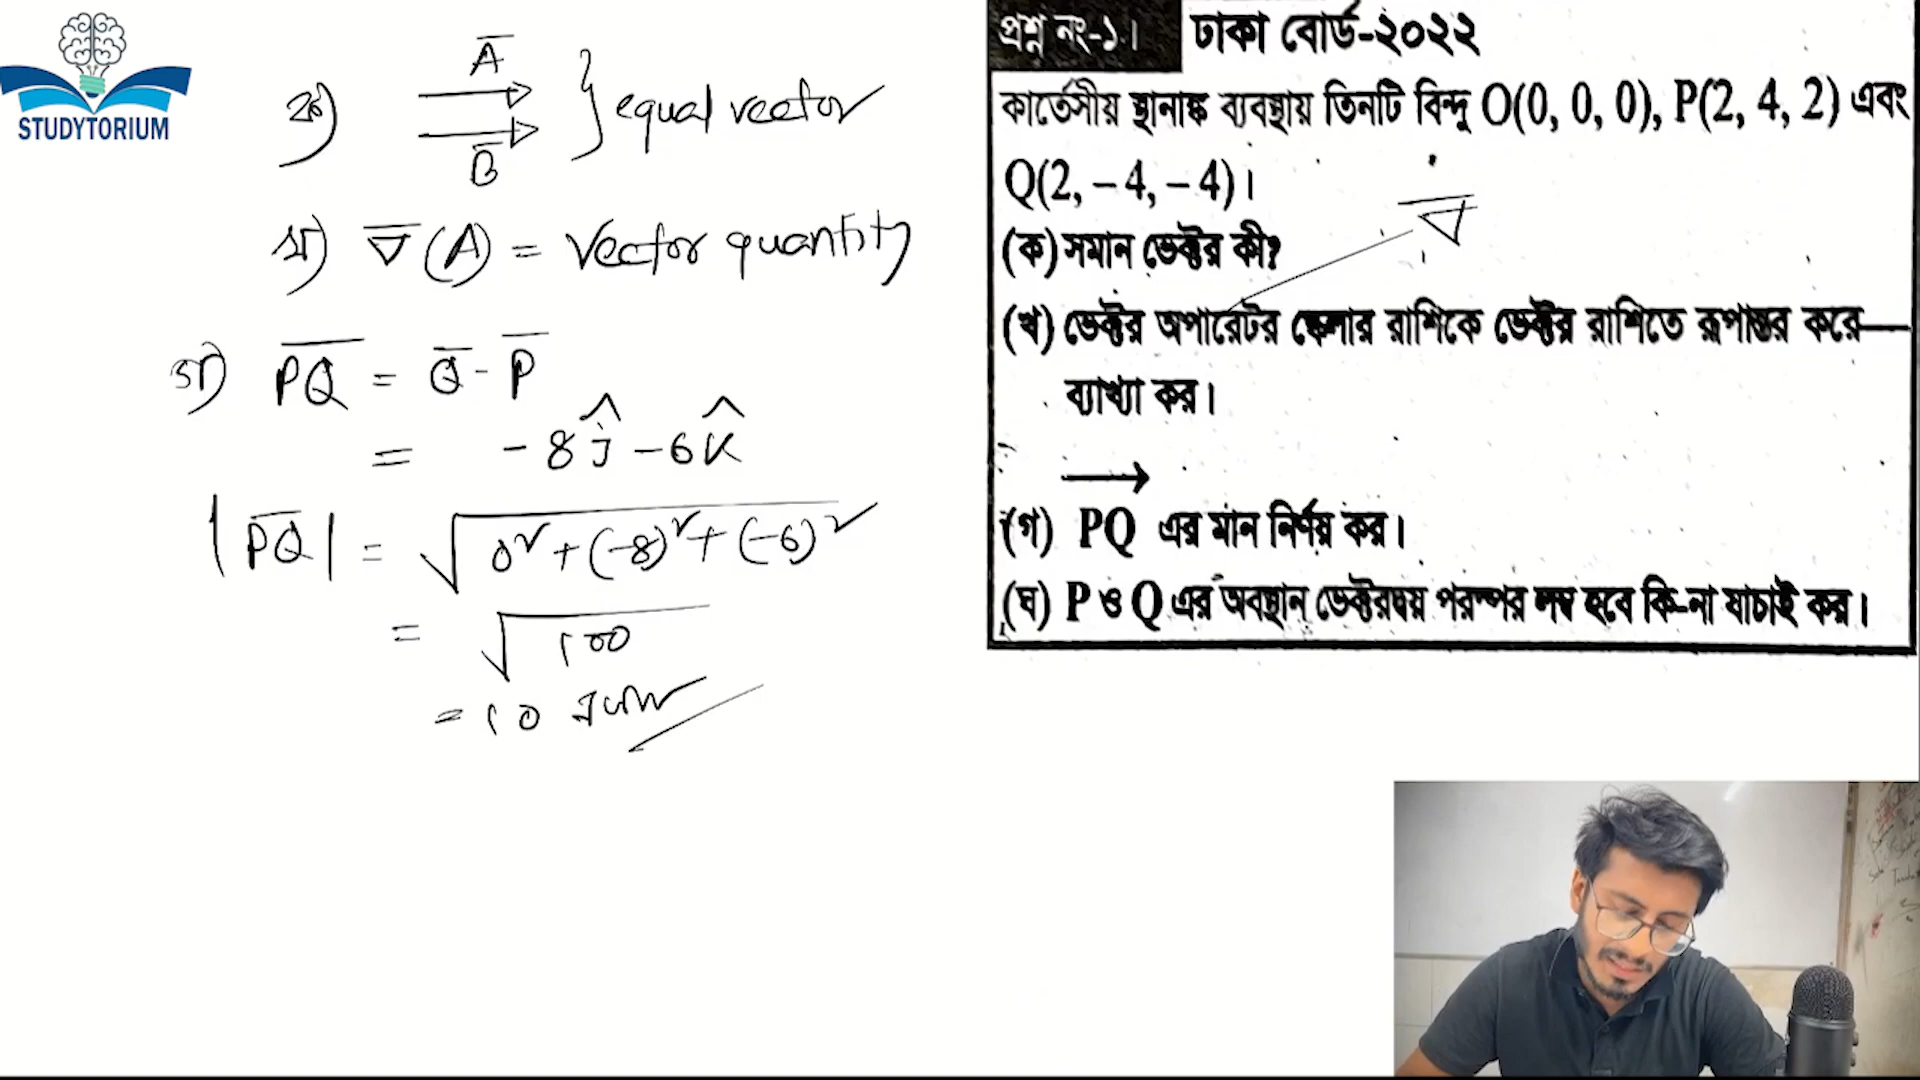 STUDYTORIUM
ক) A B } equal vector
খ) ∇ (A) = Vector quantity
গ) PQ = Q - P
= -8ĵ - 6k̂
|PQ| = √0² + (-8)² + (-6)²
= √100
= 10 একক
প্রশ্ন নং-১। ঢাকা বোর্ড-২০২২
কার্তেসীয় স্থানাঙ্ক ব্যবস্থায় তিনটি বিন্দু O(0, 0, 0), P(2, 4, 2) এবং
Q(2, – 4, – 4)।
∇
(ক) সমান ভেক্টর কী?
(খ) ভেক্টর অপারেটর স্কেলার রাশিকে ভেক্টর রাশিতে রূপান্তর করে—
ব্যাখ্যা কর।
(গ) PQ এর মান নির্ণয় কর।
(ঘ) P ও Q এর অবস্থান ভেক্টরদ্বয় পরস্পর লম্ব হবে কি-না যাচাই কর।